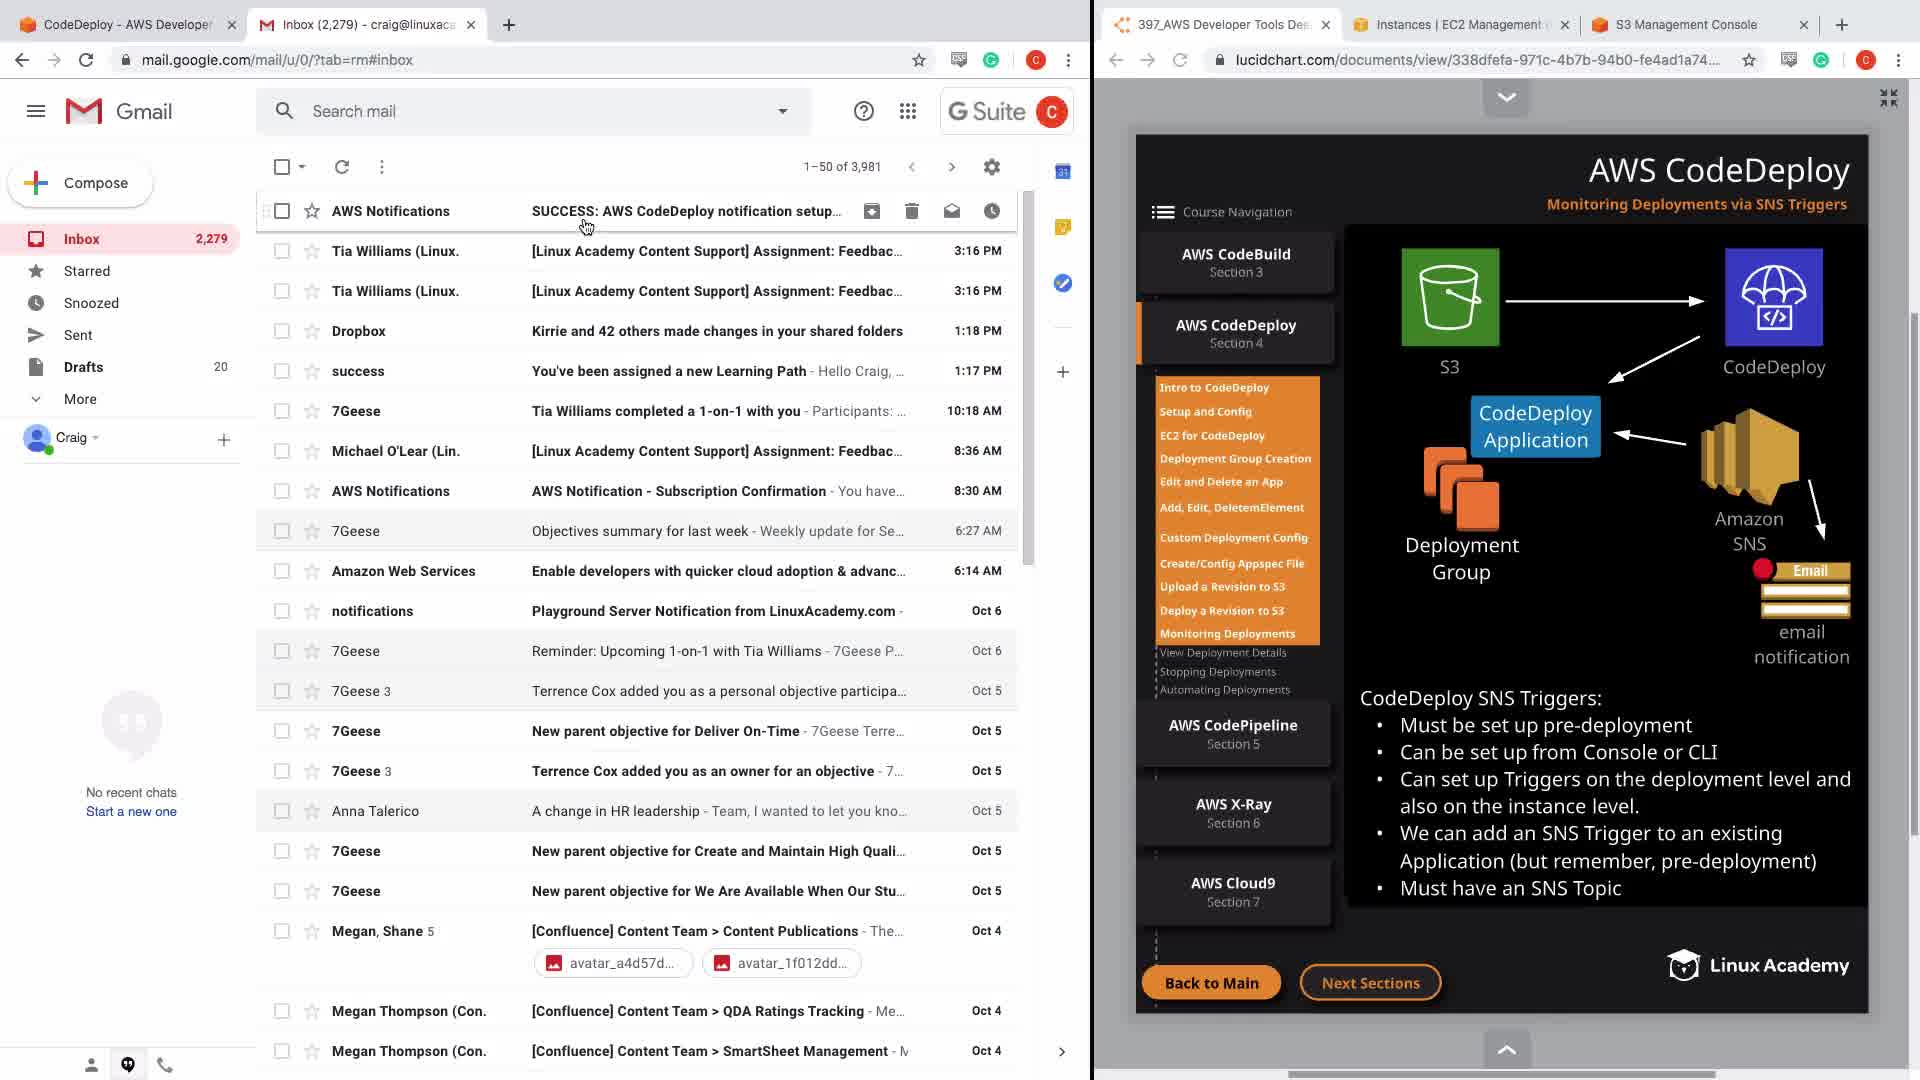 CodeDeploy - AWS Developer
Inbox (2,279) - craig@linuxaca
mail.google.com/mail/u/0/?tab=rm#inbox
Gmail
Search mail
G Suite
C
Compose
1–50 of 3,981
Inbox 2,279
Starred
Snoozed
Sent
Drafts 20
More
Craig
No recent chats
Start a new one
AWS Notifications SUCCESS: AWS CodeDeploy notification setup...
Tia Williams (Linux. [Linux Academy Content Support] Assignment: Feedbac... 3:16 PM
Tia Williams (Linux. [Linux Academy Content Support] Assignment: Feedbac... 3:16 PM
Dropbox Kirrie and 42 others made changes in your shared folders 1:18 PM
success You've been assigned a new Learning Path - Hello Craig, ... 1:17 PM
7Geese Tia Williams completed a 1-on-1 with you - Participants: ... 10:18 AM
Michael O'Lear (Lin. [Linux Academy Content Support] Assignment: Feedbac... 8:36 AM
AWS Notifications AWS Notification - Subscription Confirmation - You have... 8:30 AM
7Geese Objectives summary for last week - Weekly update for Se... 6:27 AM
Amazon Web Services Enable developers with quicker cloud adoption & advanc... 6:14 AM
notifications Playground Server Notification from LinuxAcademy.com - Oct 6
7Geese Reminder: Upcoming 1-on-1 with Tia Williams - 7Geese P... Oct 6
7Geese 3 Terrence Cox added you as a personal objective participa... Oct 5
7Geese New parent objective for Deliver On-Time - 7Geese Terre... Oct 5
7Geese 3 Terrence Cox added you as an owner for an objective - 7... Oct 5
Anna Talerico A change in HR leadership - Team, I wanted to let you kno... Oct 5
7Geese New parent objective for Create and Maintain High Quali... Oct 5
7Geese New parent objective for We Are Available When Our Stu... Oct 5
Megan, Shane 5 [Confluence] Content Team > Content Publications - The... Oct 4
avatar_a4d57d... avatar_1f012dd...
Megan Thompson (Con. [Confluence] Content Team > QDA Ratings Tracking - Me... Oct 4
Megan Thompson (Con. [Confluence] Content Team > SmartSheet Management - M Oct 4
397_AWS Developer Tools Dee
Instances | EC2 Management
S3 Management Console
lucidchart.com/documents/view/338dfefa-971c-4b7b-94b0-fe4ad1a74...
AWS CodeDeploy
Monitoring Deployments via SNS Triggers
Course Navigation
AWS CodeBuild
Section 3
AWS CodeDeploy
Section 4
Intro to CodeDeploy
Setup and Config
EC2 for CodeDeploy
Deployment Group Creation
Edit and Delete an App
Add, Edit, DeletemElement
Custom Deployment Config
Create/Config Appspec File
Upload a Revision to S3
Deploy a Revision to S3
Monitoring Deployments
View Deployment Details
Stopping Deployments
Automating Deployments
AWS CodePipeline
Section 5
AWS X-Ray
Section 6
AWS Cloud9
Section 7
Back to Main
Next Sections
S3
CodeDeploy
CodeDeploy
Application
Deployment
Group
Amazon
SNS
Email
email
notification
CodeDeploy SNS Triggers:
• Must be set up pre-deployment
• Can be set up from Console or CLI
• Can set up Triggers on the deployment level and
also on the instance level.
• We can add an SNS Trigger to an existing
Application (but remember, pre-deployment)
• Must have an SNS Topic
Linux Academy